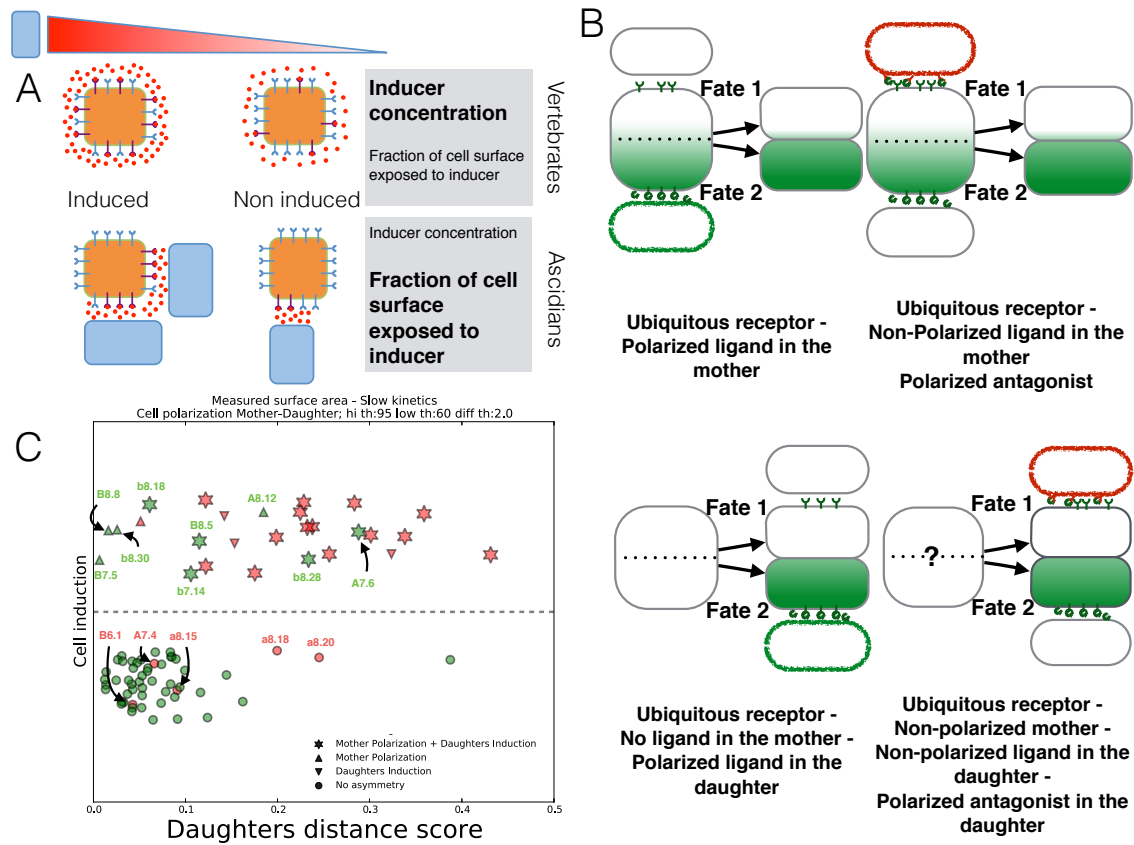 A
Induced
Non induced
Inducer
concentration
Fraction of cell surface
exposed to inducer
Vertebrates
Inducer concentration
Fraction of cell
surface
exposed to
inducer
Ascidians
B
Fate 1
Fate 2
Ubiquitous receptor -
Polarized ligand in the
mother
Fate 1
Fate 2
Ubiquitous receptor -
Non-Polarized ligand in the
mother
Polarized antagonist
Fate 1
Fate 2
Ubiquitous receptor -
No ligand in the mother -
Polarized ligand in the
daughter
?
Fate 1
Fate 2
Ubiquitous receptor -
Non-polarized mother -
Non-polarized ligand in the
daughter -
Polarized antagonist in the
daughter
C
Measured surface area - Slow kinetics
Cell polarization Mother-Daughter; hi th:95 low th:60 diff th:2.0
Cell induction
B8.8
b8.18
A8.12
B8.5
b8.30
B7.5
b7.14
b8.28
A7.6
B6.1
A7.4
a8.15
a8.18
a8.20
Mother Polarization + Daughters Induction
Mother Polarization
Daughters Induction
No asymmetry
0.0
0.1
0.2
0.3
0.4
0.5
Daughters distance score